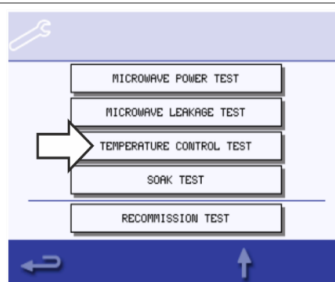 MICROWAVE POWER TEST
MICROWAVE LEAKAGE TEST
TEMPERATURE CONTROL TEST
SOAK TEST
RECOMMISSION TEST